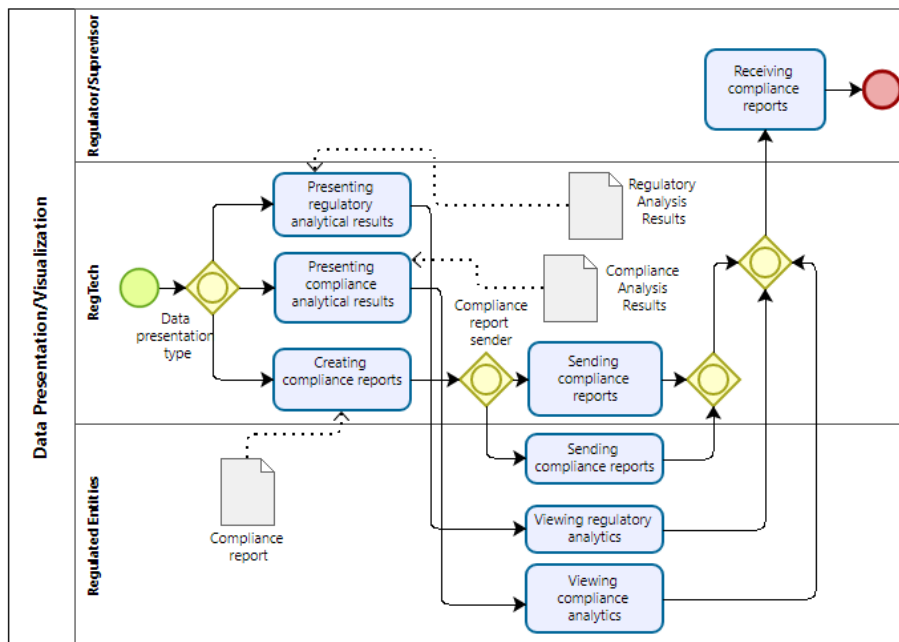 Data Presentation/Visualization
Regulator/Suprevisor
Receiving
compliance
reports
RegTech
Presenting
regulatory
analytical results
Regulatory
Analysis
Results
Presenting
compliance
analytical results
Compliance
Analysis
Results
Data
presentation
type
Compliance
report
sender
Creating
compliance reports
Sending
compliance
reports
Regulated Entities
Sending
compliance reports
Compliance
report
Viewing regulatory
analytics
Viewing
compliance
analytics